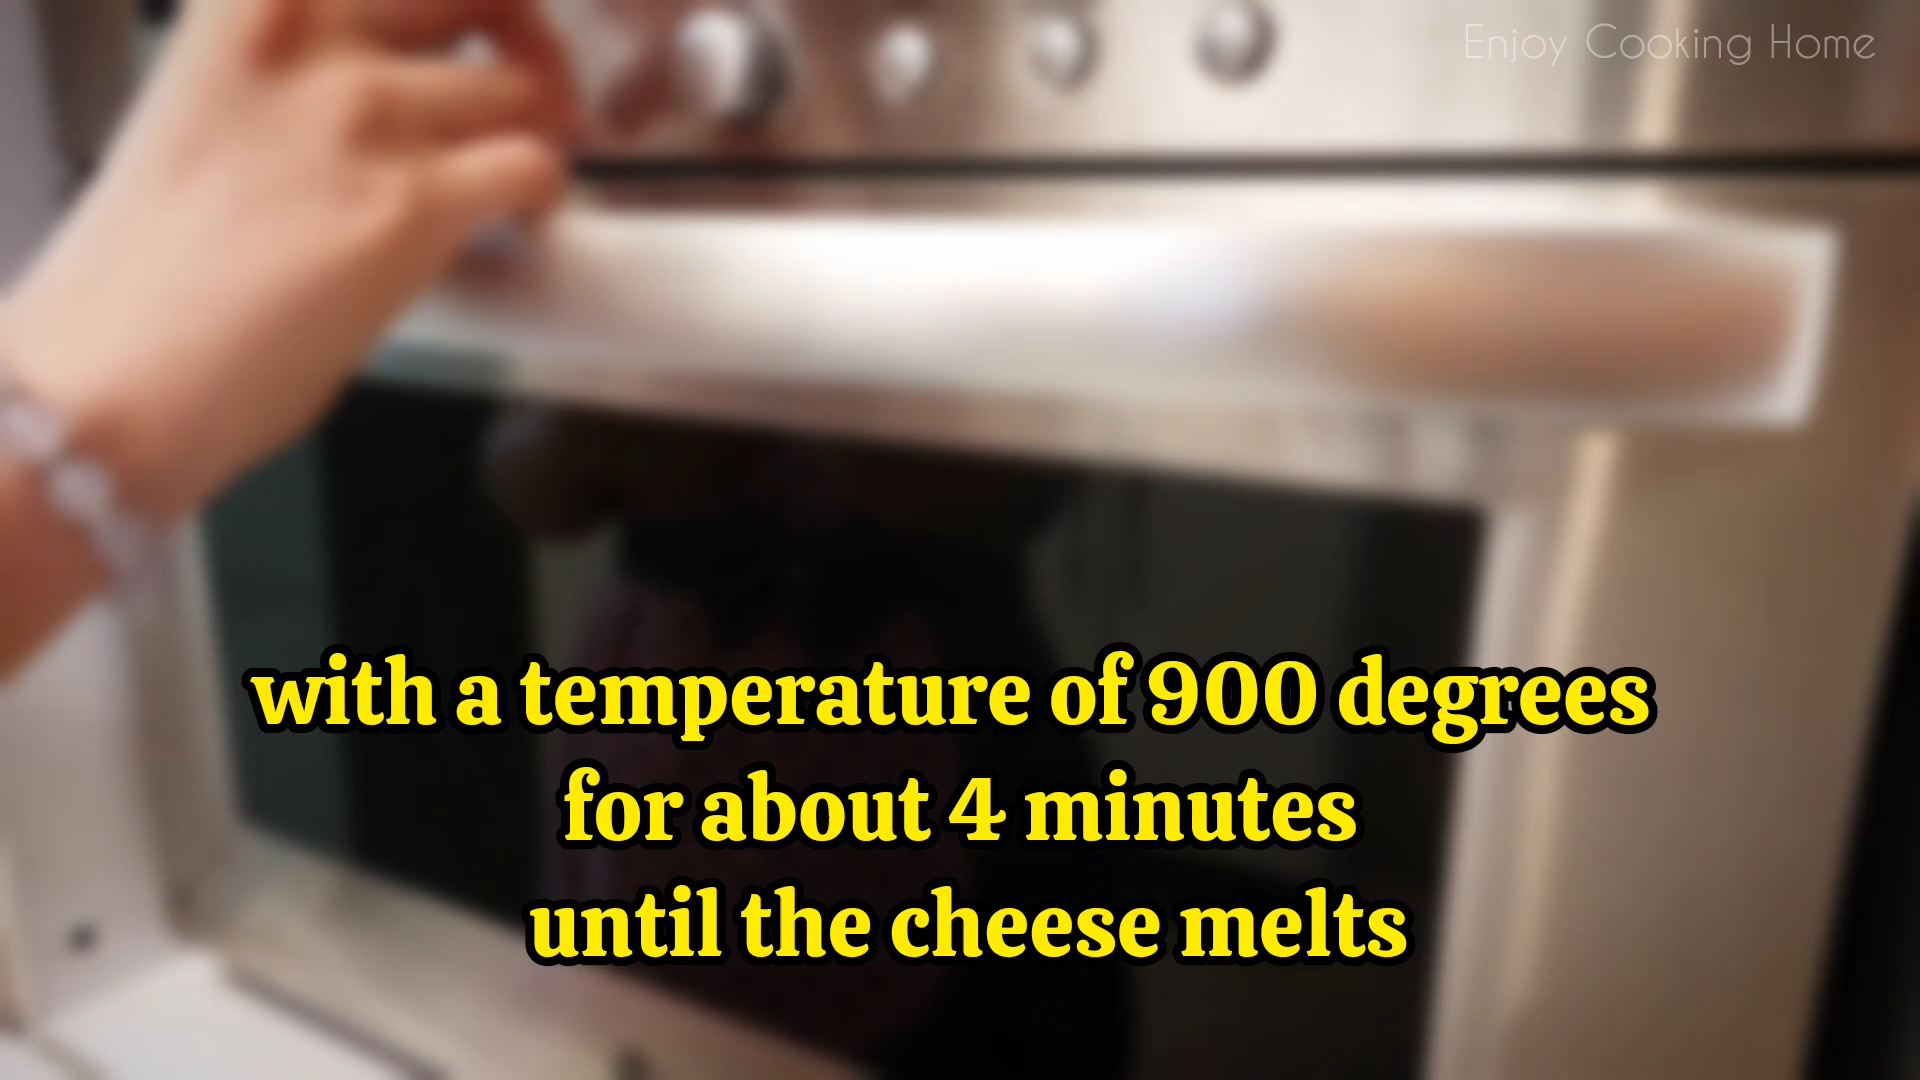 Enjoy Cooking Home
with a temperature of 900 degrees
for about 4 minutes
until the cheese melts